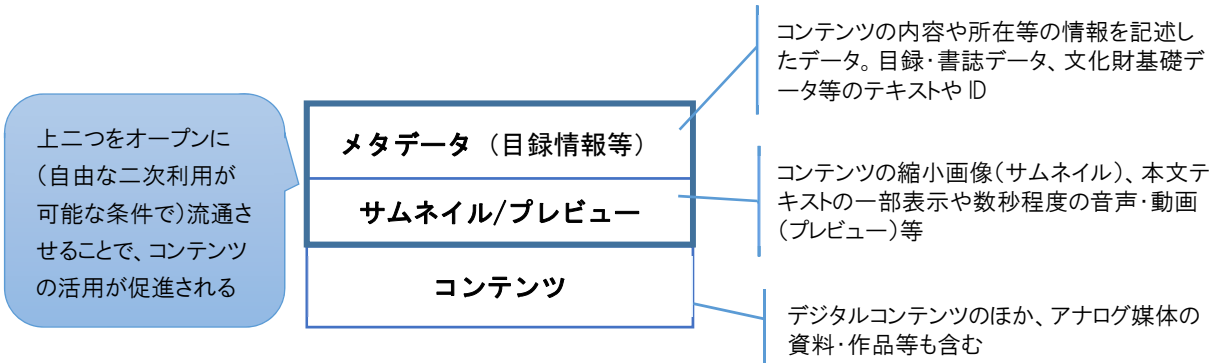 上二つをオープンに
（自由な二次利用が
可能な条件で）流通さ
せることで、コンテンツ
の活用が促進される
メタデータ（目録情報等）
サムネイル/プレビュー
コンテンツ
コンテンツの内容や所在等の情報を記述し
たデータ。目録・書誌データ、文化財基礎デ
ータ等のテキストや ID
コンテンツの縮小画像（サムネイル）、本文テ
キストの一部表示や数秒程度の音声・動画
（プレビュー）等
デジタルコンテンツのほか、アナログ媒体の
資料・作品等も含む